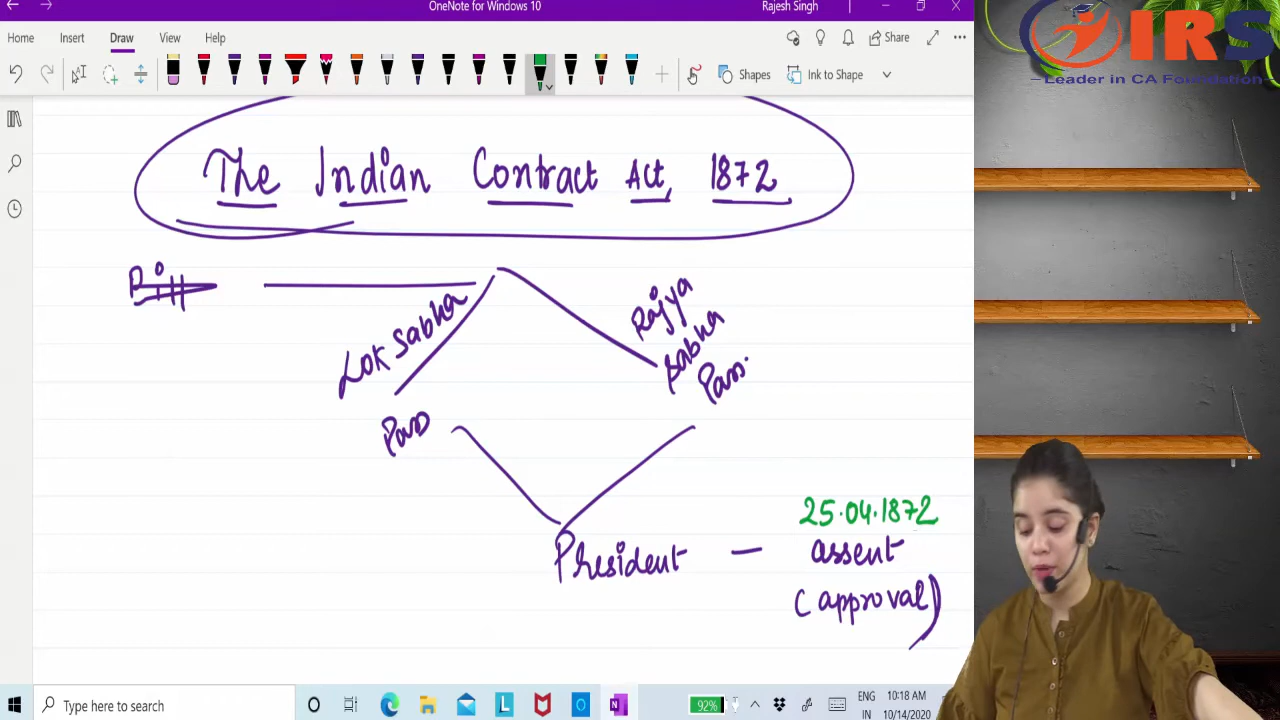 OneNote for Windows 10
Rajesh Singh
Home Insert Draw View Help
Share
Shapes
Ink to Shape
IRS
Leader in CA Foundation
The Indian Contract Act, 1872
Bill
Lok Sabha
Rajya
Sabha
Pass
Pass
25.04.1872
President - assent
(approval)
Type here to search
92%
ENG
IN
10:18 AM
10/14/2020